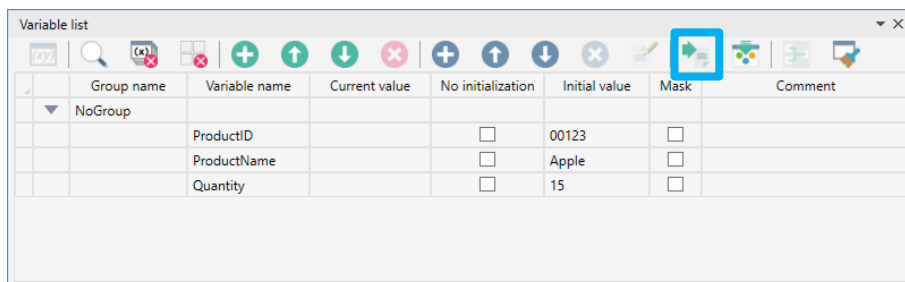 Variable list
Group name Variable name Current value No initialization Initial value Mask Comment
NoGroup
ProductID 00123
ProductName Apple
Quantity 15